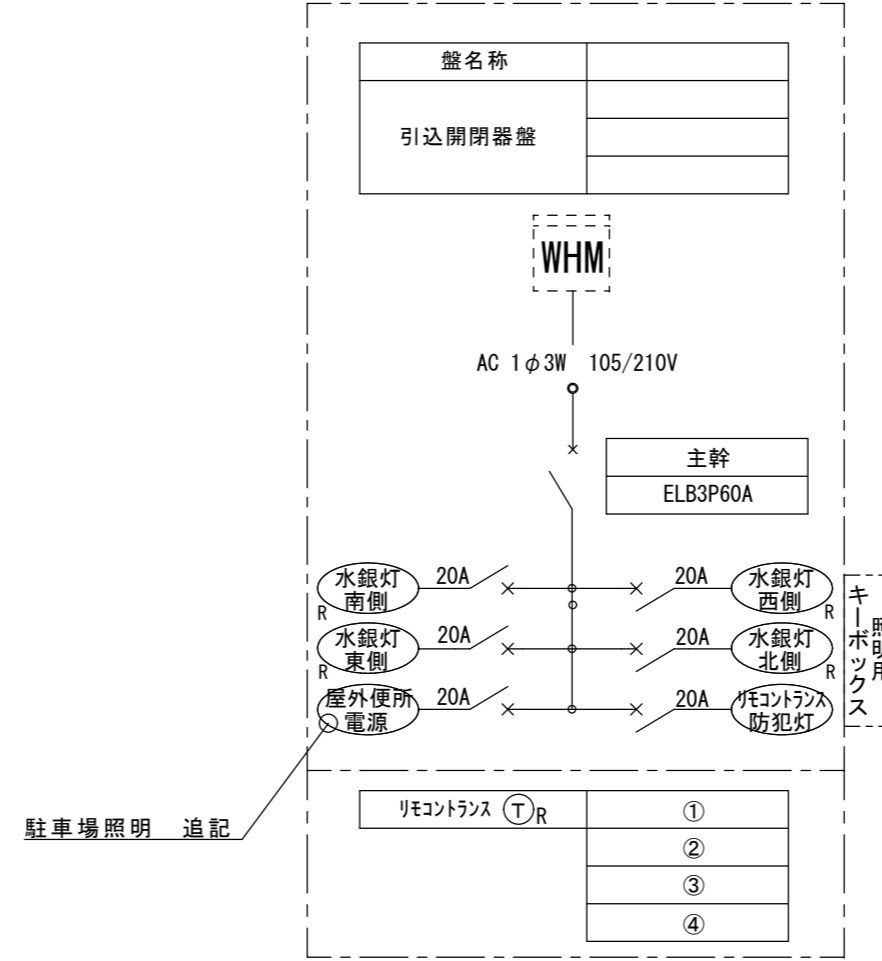 盤名称
引込開閉器盤
WHM
AC 1φ3W 105/210V
主幹
ELB3P60A
水銀灯
南側
R
20A
20A
水銀灯
西側
R
水銀灯
東側
R
20A
20A
水銀灯
北側
R
屋外便所
電源
20A
20A
リモコントランス
防犯灯
照明用
キーボックス
駐車場照明 追記
リモコントランス Ⓣ R
①
②
③
④